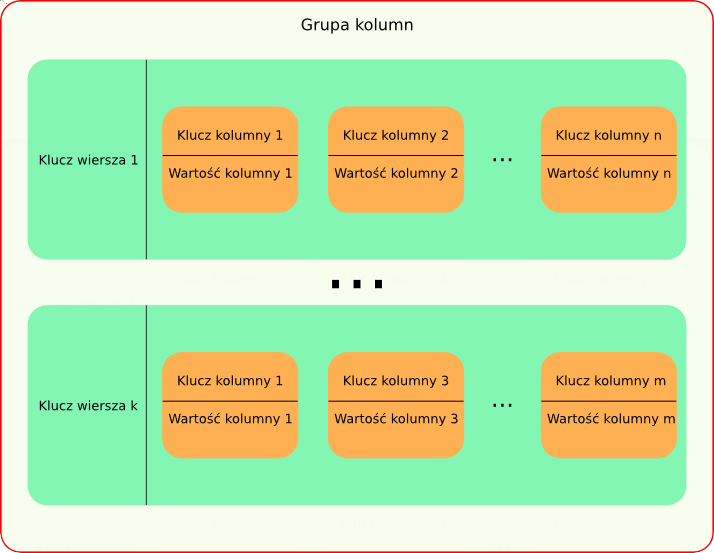 Grupa kolumn
Klucz wiersza 1
Klucz kolumny 1
Wartość kolumny 1
Klucz kolumny 2
Wartość kolumny 2
...
Klucz kolumny n
Wartość kolumny n
...
Klucz wiersza k
Klucz kolumny 1
Wartość kolumny 1
Klucz kolumny 3
Wartość kolumny 3
...
Klucz kolumny m
Wartość kolumny m